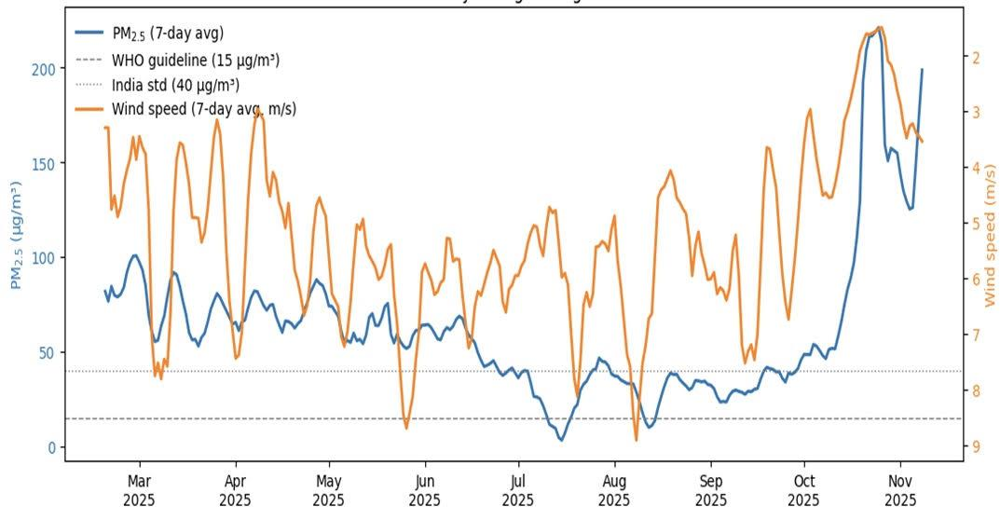 PM2.5 (7-day avg)
WHO guideline (15 µg/m³)
India std (40 µg/m³)
Wind speed (7-day avg, m/s)
PM2.5 (µg/m³)
200
150
100
50
0
2
3
4
5
6
7
8
9
Wind speed (m/s)
Mar Apr May Jun Jul Aug Sep Oct Nov
2025 2025 2025 2025 2025 2025 2025 2025 2025